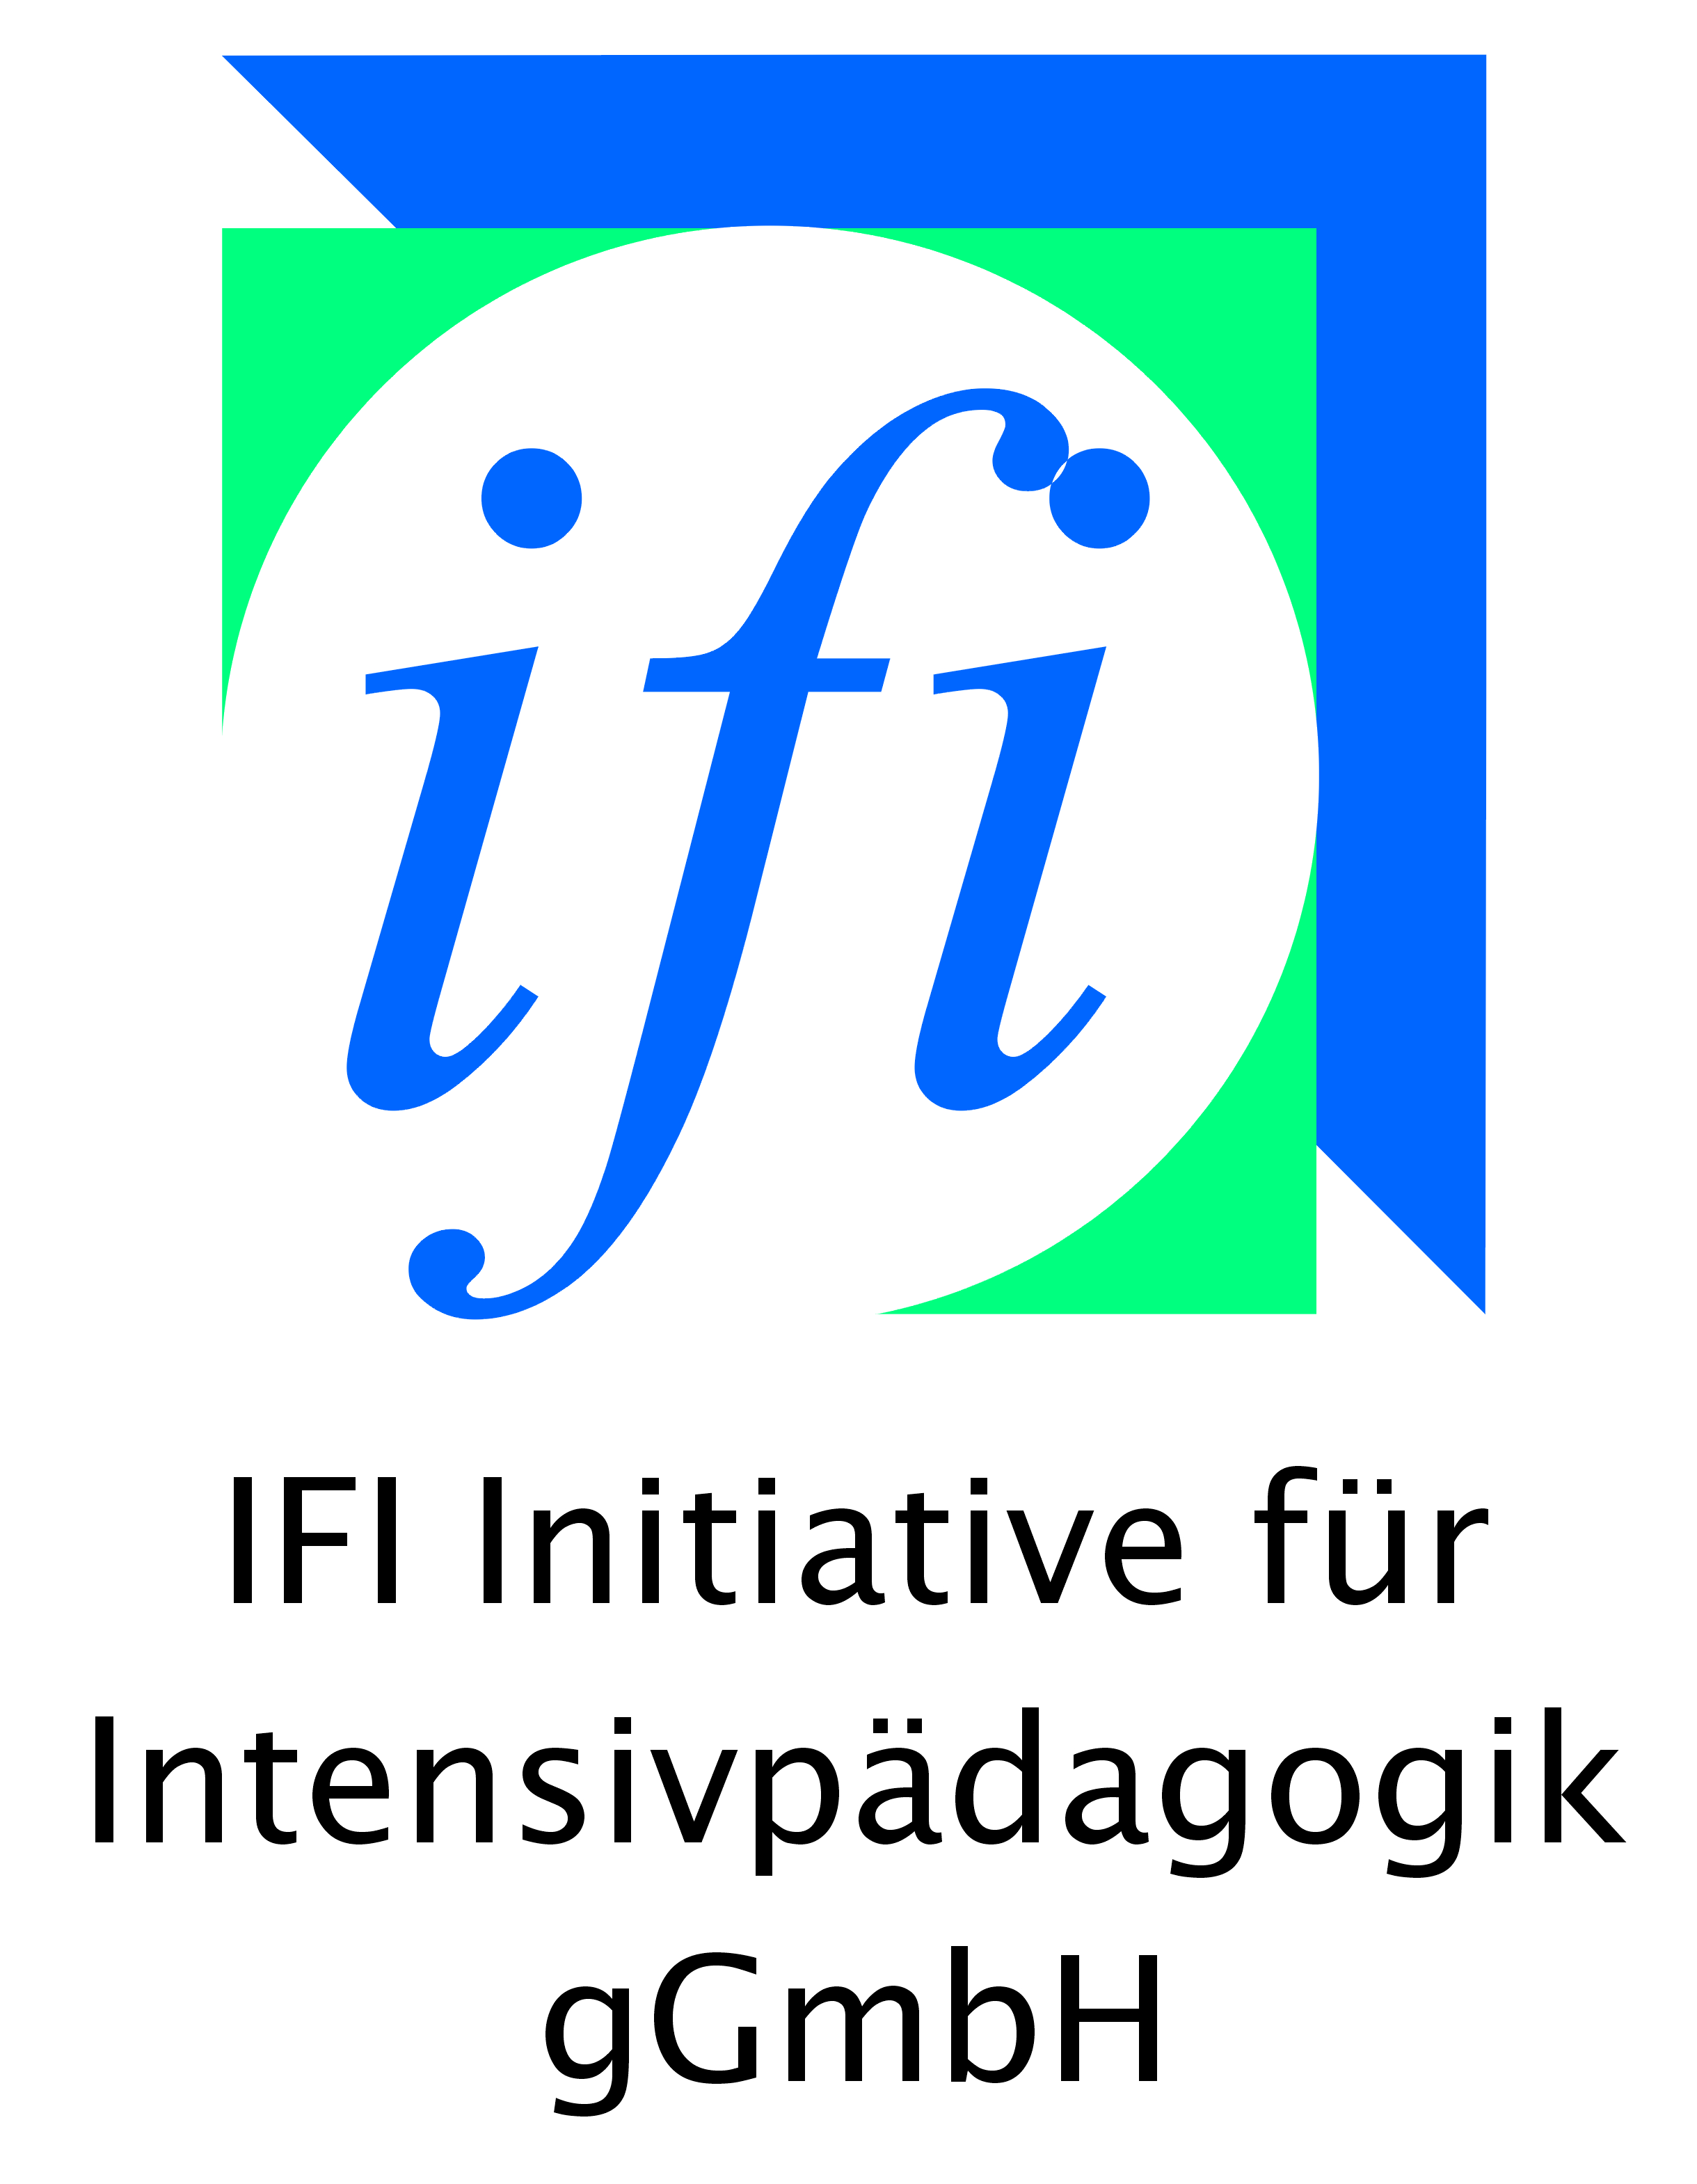 ifi
IFI Initiative für
Intensivpädagogik
gGmbH